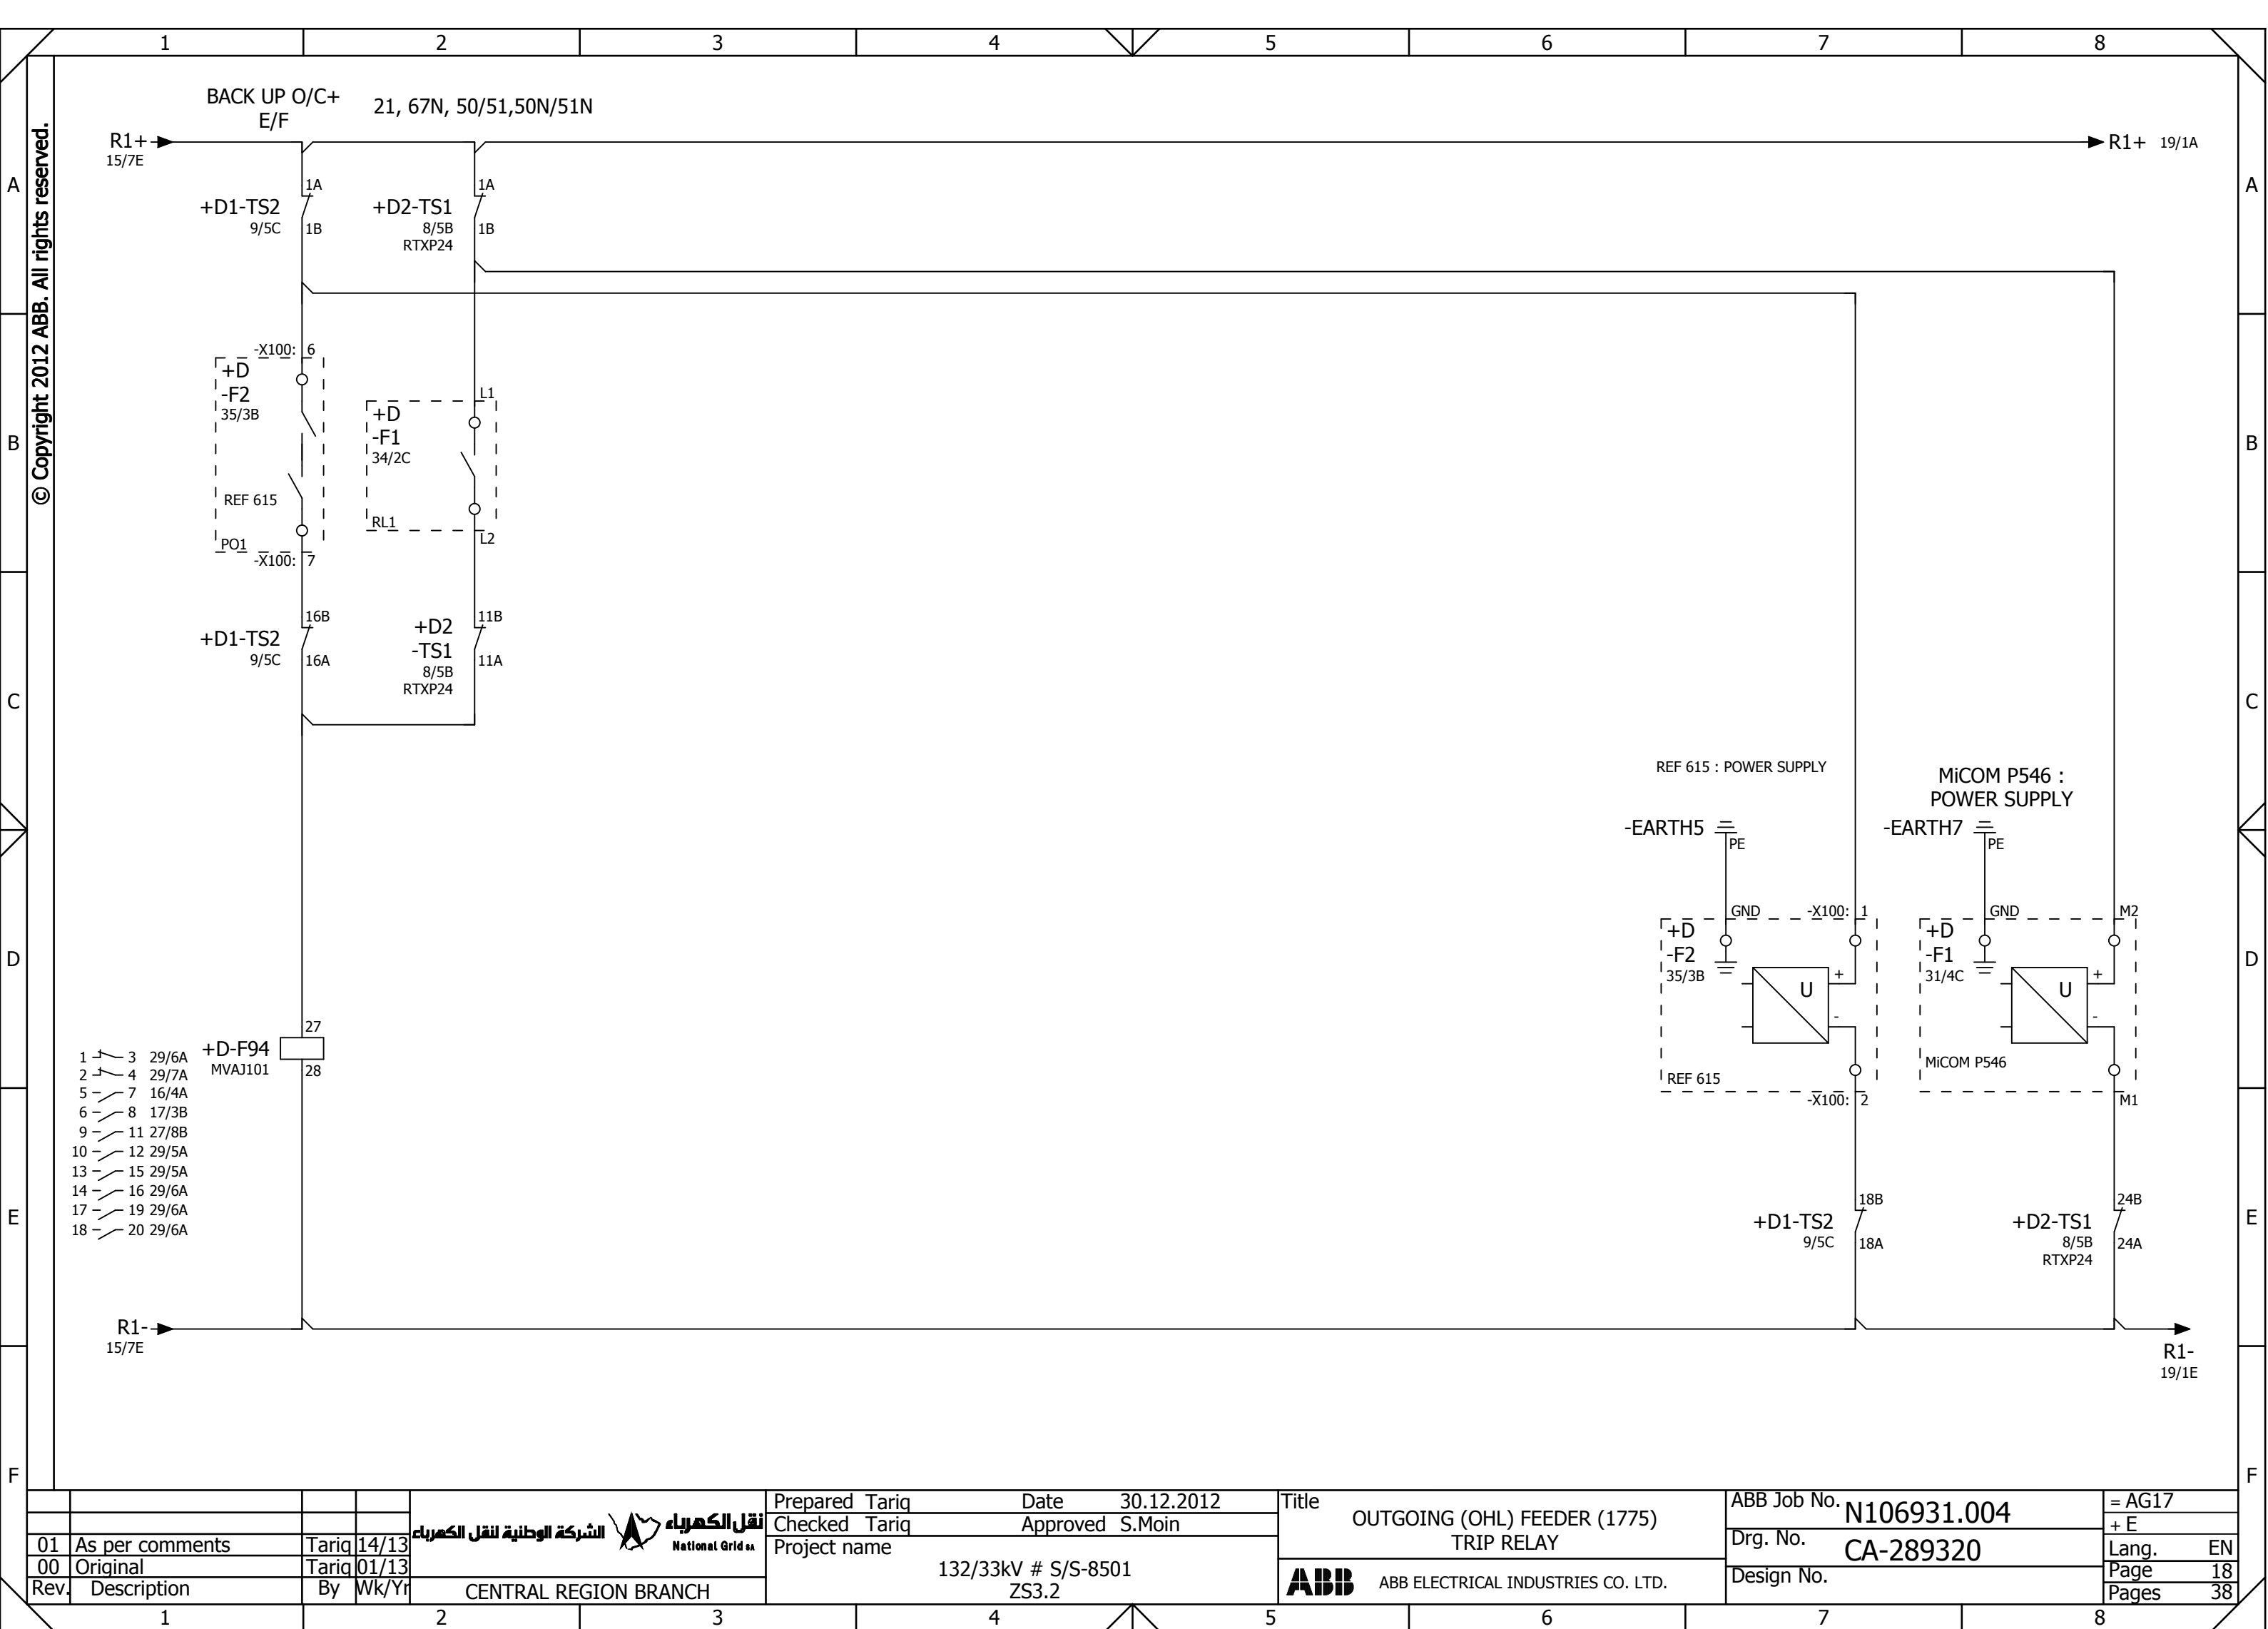 1 2 3 4 5 6 7 8
© Copyright 2012 ABB. All rights reserved.
A A
B B
C C
D D
E E
F F
BACK UP O/C+
E/F
21, 67N, 50/51,50N/51N
R1+
15/7E
R1+ 19/1A
+D1-TS2
9/5C
1A
1B
+D2-TS1
8/5B
RTXP24
1A
1B
-X100: 6
+D
-F2
35/3B
REF 615
PO1
-X100: 7
L1
+D
-F1
34/2C
RL1
L2
+D1-TS2
9/5C
16B
16A
+D2
-TS1
8/5B
RTXP24
11B
11A
REF 615 : POWER SUPPLY
MiCOM P546 :
POWER SUPPLY
-EARTH5
PE
-EARTH7
PE
GND
-X100: 1
+D
-F2
35/3B
U
+
-
REF 615
-X100: 2
GND
M2
+D
-F1
31/4C
U
+
-
MiCOM P546
M1
27
+D-F94
MVAJ101
28
1 3 29/6A
2 4 29/7A
5 7 16/4A
6 8 17/3B
9 11 27/8B
10 12 29/5A
13 15 29/5A
14 16 29/6A
17 19 29/6A
18 20 29/6A
+D1-TS2
9/5C
18B
18A
+D2-TS1
8/5B
RTXP24
24B
24A
R1-
15/7E
R1-
19/1E
01 As per comments Tariq 14/13
00 Original Tariq 01/13
Rev. Description By Wk/Yr
الشركة الوطنية لنقل الكهرباء
نقل الكهرباء
National Grid SA
CENTRAL REGION BRANCH
Prepared Tariq Date 30.12.2012
Checked Tariq Approved S.Moin
Project name
132/33kV # S/S-8501
ZS3.2
Title
OUTGOING (OHL) FEEDER (1775)
TRIP RELAY
ABB
ABB ELECTRICAL INDUSTRIES CO. LTD.
ABB Job No. N106931.004
Drg. No. CA-289320
Design No.
= AG17
+ E
Lang. EN
Page 18
Pages 38
1 2 3 4 5 6 7 8